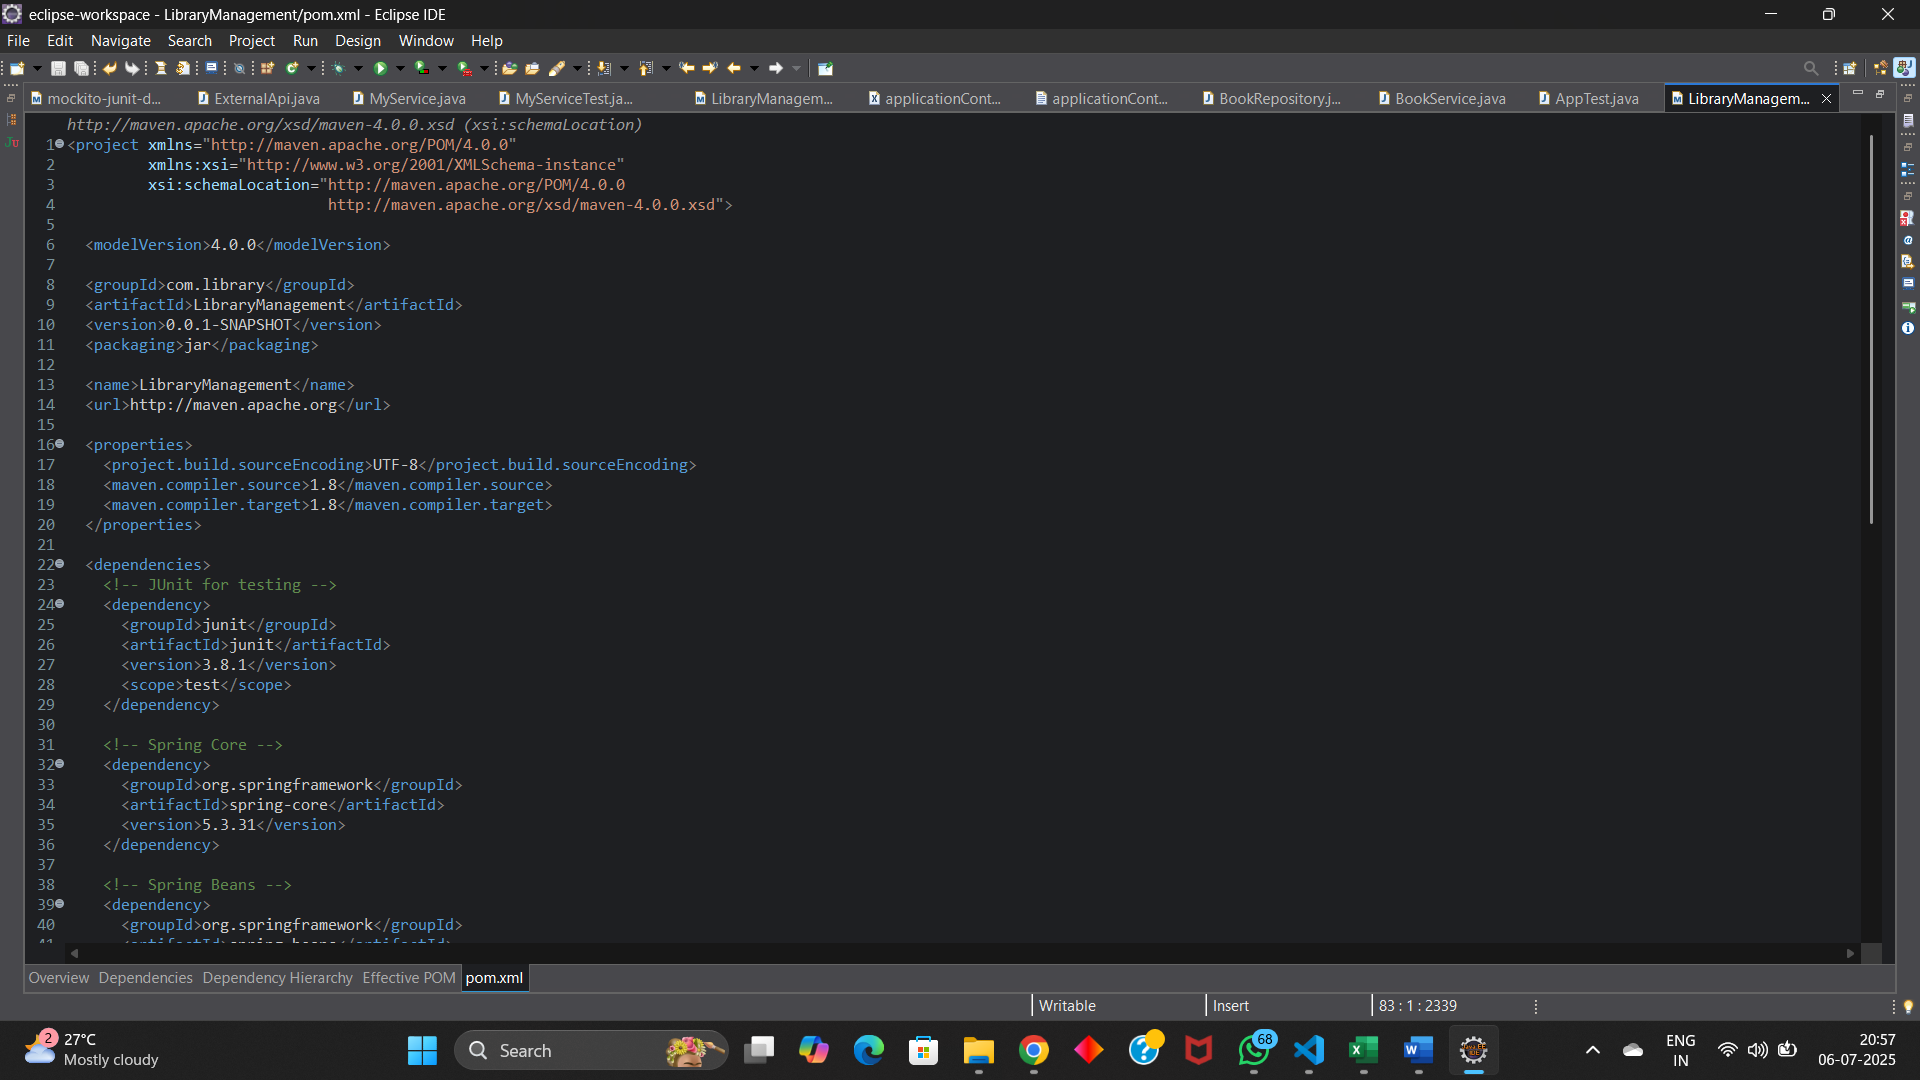 eclipse-workspace - LibraryManagement/pom.xml - Eclipse IDE
File Edit Navigate Search Project Run Design Window Help
mockito-junit-d... ExternalApi.java MyService.java MyServiceTest.ja... LibraryManagem... applicationCont... applicationCont... BookRepository.j... BookService.java AppTest.java LibraryManagem...
http://maven.apache.org/xsd/maven-4.0.0.xsd (xsi:schemaLocation)
1 <project xmlns="http://maven.apache.org/POM/4.0.0"
2 xmlns:xsi="http://www.w3.org/2001/XMLSchema-instance"
3 xsi:schemaLocation="http://maven.apache.org/POM/4.0.0
4 http://maven.apache.org/xsd/maven-4.0.0.xsd">
5
6 <modelVersion>4.0.0</modelVersion>
7
8 <groupId>com.library</groupId>
9 <artifactId>LibraryManagement</artifactId>
10 <version>0.0.1-SNAPSHOT</version>
11 <packaging>jar</packaging>
12
13 <name>LibraryManagement</name>
14 <url>http://maven.apache.org</url>
15
16 <properties>
17 <project.build.sourceEncoding>UTF-8</project.build.sourceEncoding>
18 <maven.compiler.source>1.8</maven.compiler.source>
19 <maven.compiler.target>1.8</maven.compiler.target>
20 </properties>
21
22 <dependencies>
23 <!-- JUnit for testing -->
24 <dependency>
25 <groupId>junit</groupId>
26 <artifactId>junit</artifactId>
27 <version>3.8.1</version>
28 <scope>test</scope>
29 </dependency>
30
31 <!-- Spring Core -->
32 <dependency>
33 <groupId>org.springframework</groupId>
34 <artifactId>spring-core</artifactId>
35 <version>5.3.31</version>
36 </dependency>
37
38 <!-- Spring Beans -->
39 <dependency>
40 <groupId>org.springframework</groupId>
Overview Dependencies Dependency Hierarchy Effective POM pom.xml
Writable Insert 83 : 1 : 2339
2 27°C
Mostly cloudy
Search
68
ENG
IN
20:57
06-07-2025